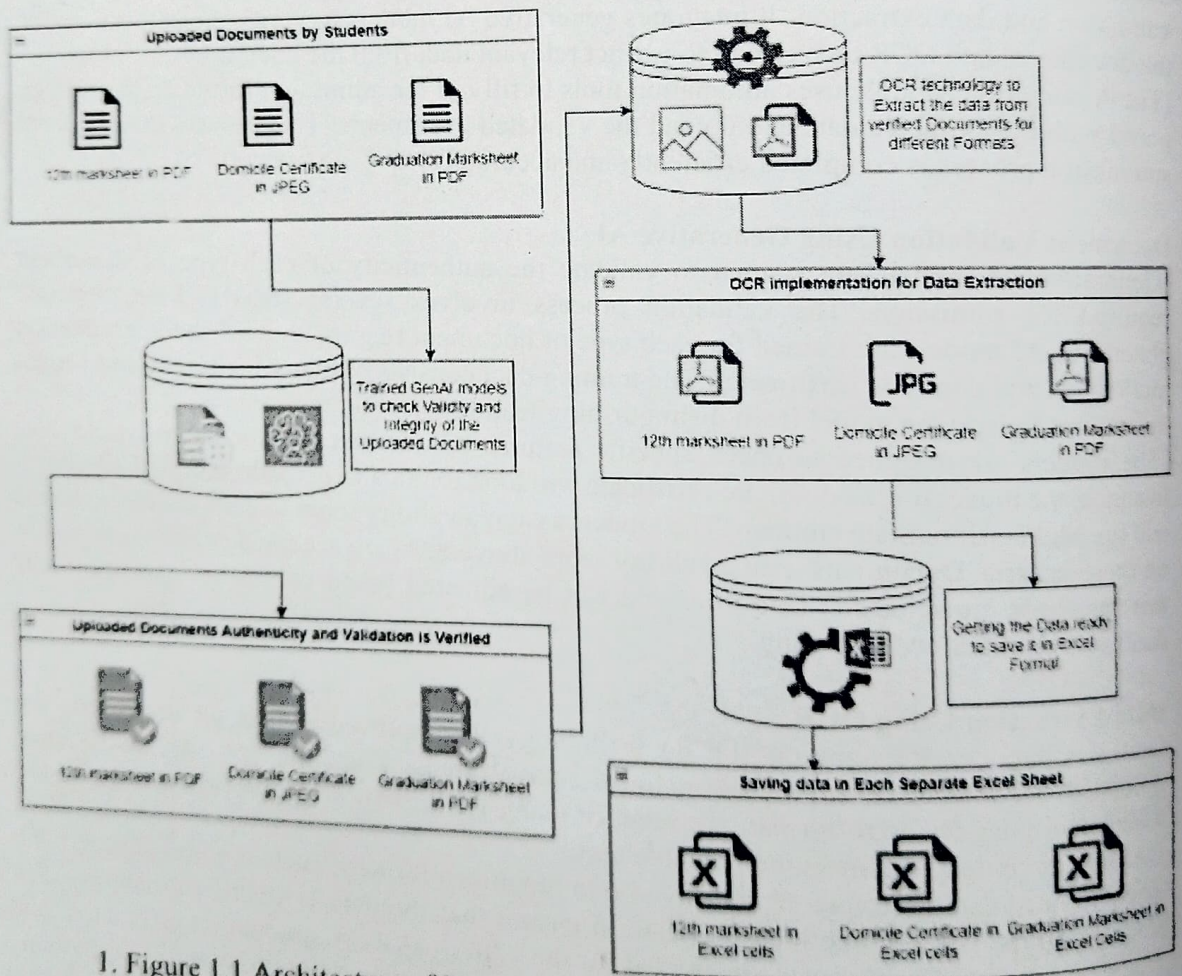 Uploaded Documents by Students
12th marksheet in PDF
Domicile Certificate
in JPEG
Graduation Marksheet
in PDF
Trained GenAI models
to check Validity and
Integrity of the
Uploaded Documents
Uploaded Documents Authenticity and Validation is Verified
12th marksheet in PDF
Domicile Certificate
in JPEG
Graduation Marksheet
in PDF
OCR technology to
Extract the data from
verified Documents for
different Formats
OCR implementation for Data Extraction
12th marksheet in PDF
JPG
Domicile Certificate
in JPEG
Graduation Marksheet
in PDF
Getting the Data ready
to save it in Excel
Format
X
Saving data in Each Separate Excel Sheet
X
12th marksheet in
Excel cells
X
Domicile Certificate in
Excel cells
X
Graduation Marksheet in
Excel Cells
1. Figure 1.1 Architecture